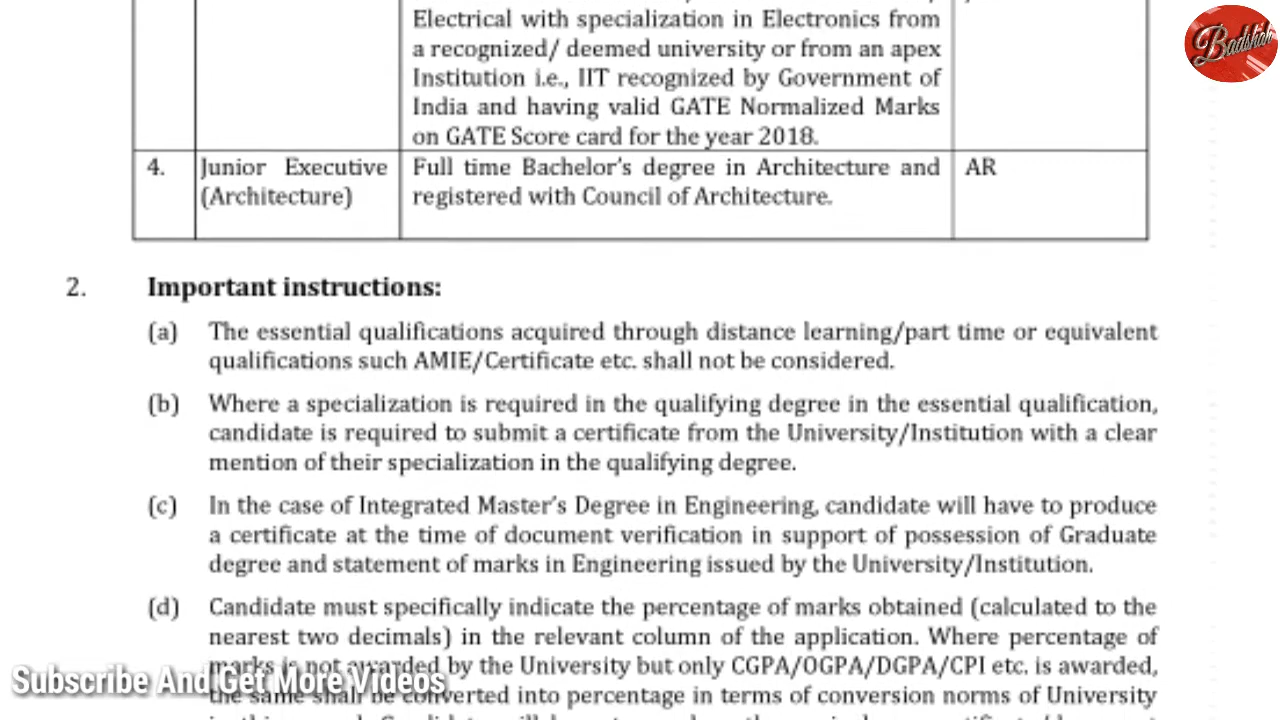 Electrical with specialization in Electronics from
a recognized/ deemed university or from an apex
Institution i.e., IIT recognized by Government of
India and having valid GATE Normalized Marks
on GATE Score card for the year 2018.
4. Junior Executive (Architecture) Full time Bachelor's degree in Architecture and registered with Council of Architecture. AR
2. Important instructions:
(a) The essential qualifications acquired through distance learning/part time or equivalent
qualifications such AMIE/Certificate etc. shall not be considered.
(b) Where a specialization is required in the qualifying degree in the essential qualification,
candidate is required to submit a certificate from the University/Institution with a clear
mention of their specialization in the qualifying degree.
(c) In the case of Integrated Master's Degree in Engineering, candidate will have to produce
a certificate at the time of document verification in support of possession of Graduate
degree and statement of marks in Engineering issued by the University/Institution.
(d) Candidate must specifically indicate the percentage of marks obtained (calculated to the
nearest two decimals) in the relevant column of the application. Where percentage of
marks is not awarded by the University but only CGPA/OGPA/DGPA/CPI etc. is awarded,
the same shall be converted into percentage in terms of conversion norms of University
Subscribe And Get More Videos
Badshah